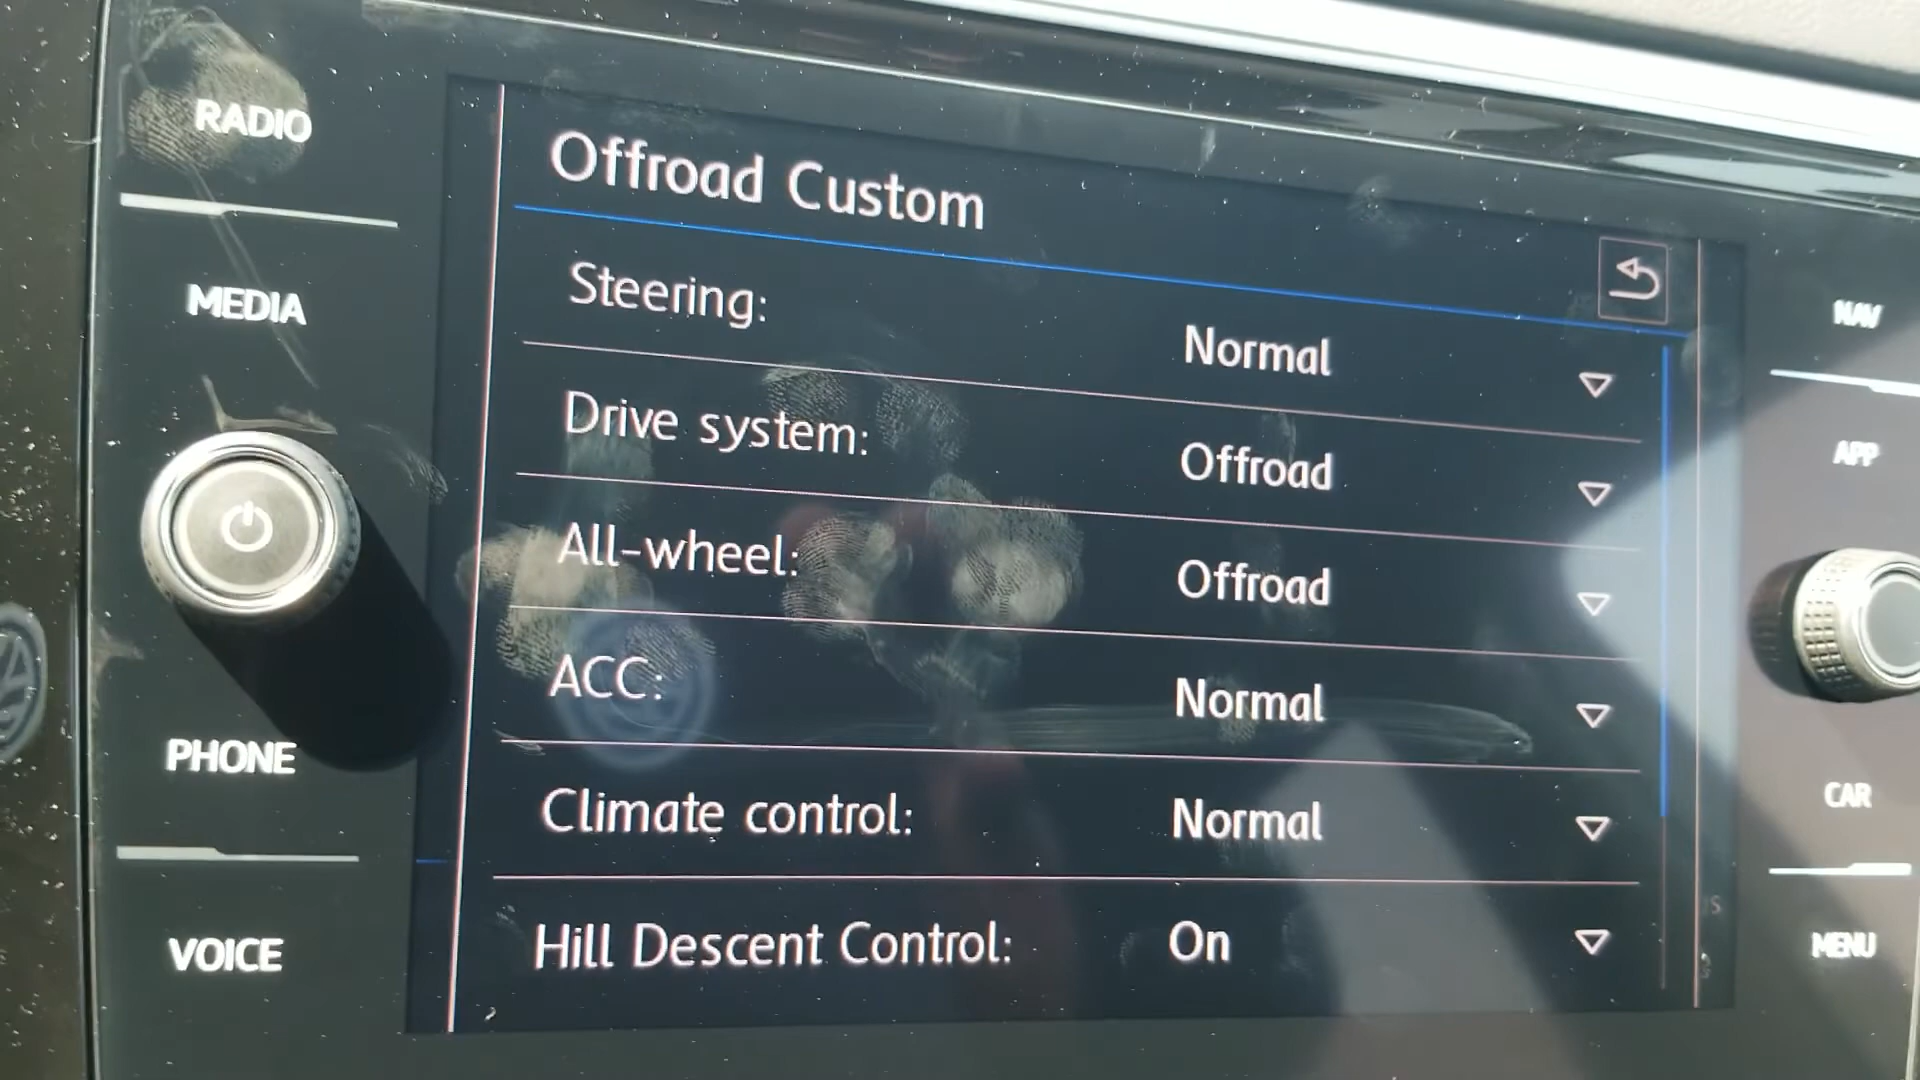 RADIO
MEDIA
PHONE
VOICE
Offroad Custom
Steering: Normal
Drive system: Offroad
All-wheel: Offroad
ACC: Normal
Climate control: Normal
Hill Descent Control: On
NAV
APP
CAR
MENU